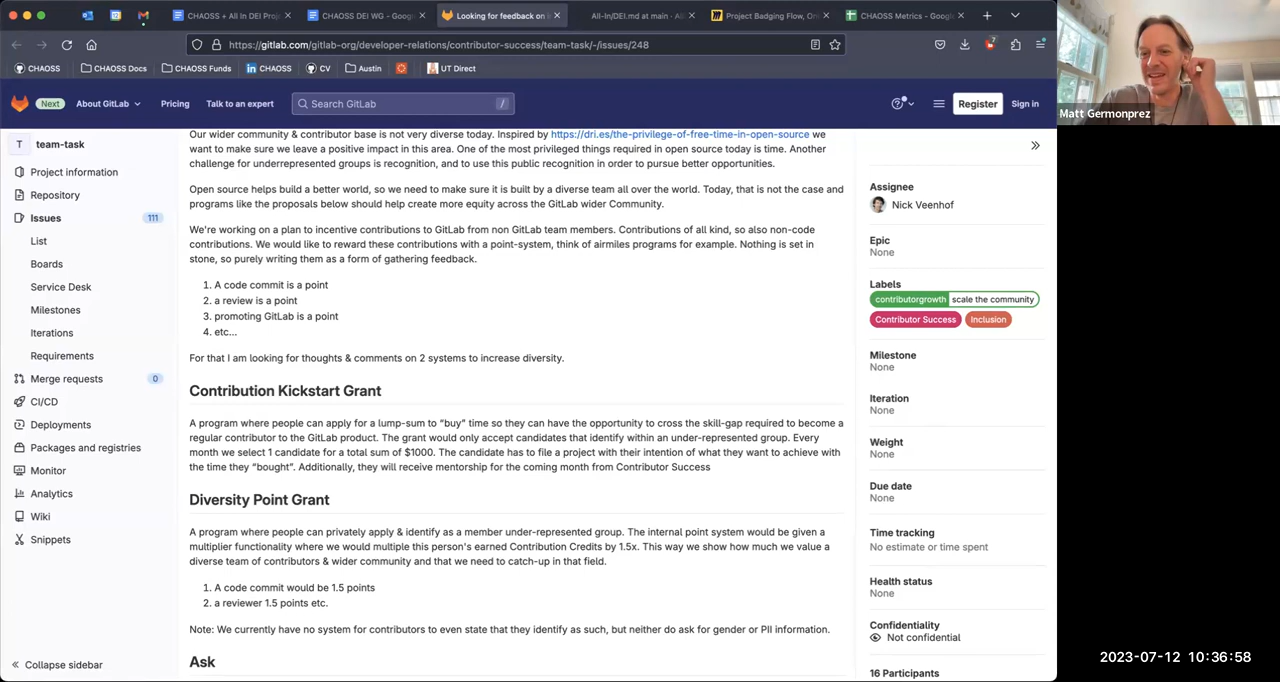 CHAOSS + All In DEI Projec
CHAOSS DEI WG - Goog
Looking for feedback on
All-In/DEI.md at main · Al
Project Badging Flow, Or
CHAOSS Metrics - Google
https://gitlab.com/gitlab-org/developer-relations/contributor-success/team-task/-/issues/248
CHAOSS
CHAOSS Docs
CHAOSS Funds
CHAOSS
CV
Austin
UT Direct
Matt Germonprez
Next
About GitLab
Pricing
Talk to an expert
Search GitLab
/
Register
Sign in
T
team-task
Project information
Repository
Issues
111
List
Boards
Service Desk
Milestones
Iterations
Requirements
Merge requests
0
CI/CD
Deployments
Packages and registries
Monitor
Analytics
Wiki
Snippets
Collapse sidebar
Our wider community & contributor base is not very diverse today. Inspired by https://dri.es/the-privilege-of-free-time-in-open-source we
want to make sure we leave a positive impact in this area. One of the most privileged things required in open source today is time. Another
challenge for underrepresented groups is recognition, and to use this public recognition in order to pursue better opportunities.
Open source helps build a better world, so we need to make sure it is built by a diverse team all over the world. Today, that is not the case and
programs like the proposals below should help create more equity across the GitLab wider Community.
We're working on a plan to incentive contributions to GitLab from non GitLab team members. Contributions of all kind, so also non-code
contributions. We would like to reward these contributions with a point-system, think of airmiles programs for example. Nothing is set in
stone, so purely writing them as a form of gathering feedback.
1. A code commit is a point
2. a review is a point
3. promoting GitLab is a point
4. etc...
For that I am looking for thoughts & comments on 2 systems to increase diversity.
Contribution Kickstart Grant
A program where people can apply for a lump-sum to “buy” time so they can have the opportunity to cross the skill-gap required to become a
regular contributor to the GitLab product. The grant would only accept candidates that identify within an under-represented group. Every
month we select 1 candidate for a total sum of $1000. The candidate has to file a project with their intention of what they want to achieve with
the time they “bought”. Additionally, they will receive mentorship for the coming month from Contributor Success
Diversity Point Grant
A program where people can privately apply & identify as a member under-represented group. The internal point system would be given a
multiplier functionality where we would multiple this person's earned Contribution Credits by 1.5x. This way we show how much we value a
diverse team of contributors & wider community and that we need to catch-up in that field.
1. A code commit would be 1.5 points
2. a reviewer 1.5 points etc.
Note: We currently have no system for contributors to even state that they identify as such, but neither do ask for gender or PII information.
Ask
Assignee
Nick Veenhof
Epic
None
Labels
contributorgrowth scale the community
Contributor Success
Inclusion
Milestone
None
Iteration
None
Weight
None
Due date
None
Time tracking
No estimate or time spent
Health status
None
Confidentiality
Not confidential
16 Participants
2023-07-12 10:36:58